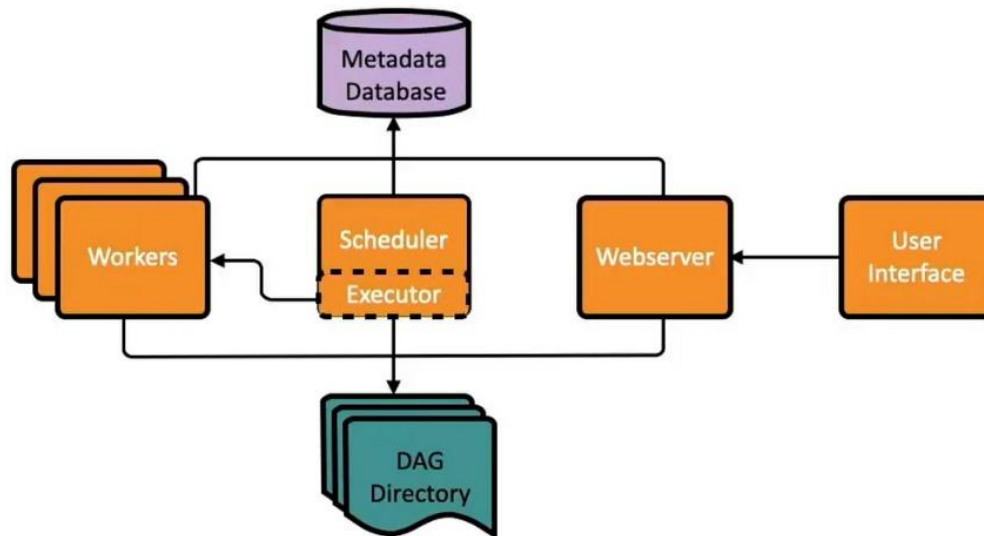 Metadata
Database
Workers
Scheduler
Executor
Webserver
User
Interface
DAG
Directory